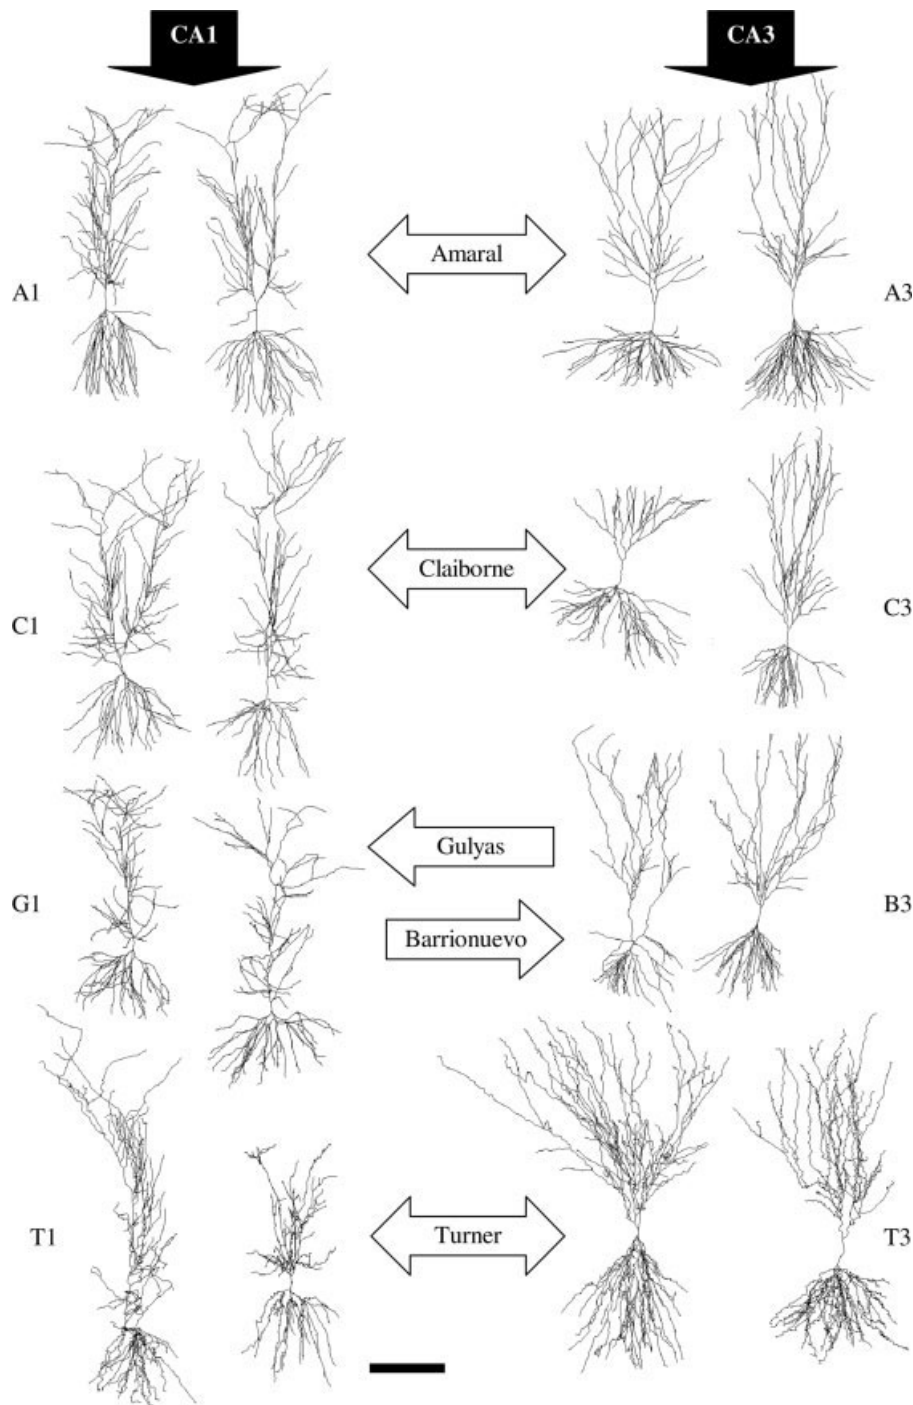 CA1
CA3
Amaral
A1
A3
Claiborne
C1
C3
Gulyas
G1
B3
Barrionuevo
T1
Turner
T3